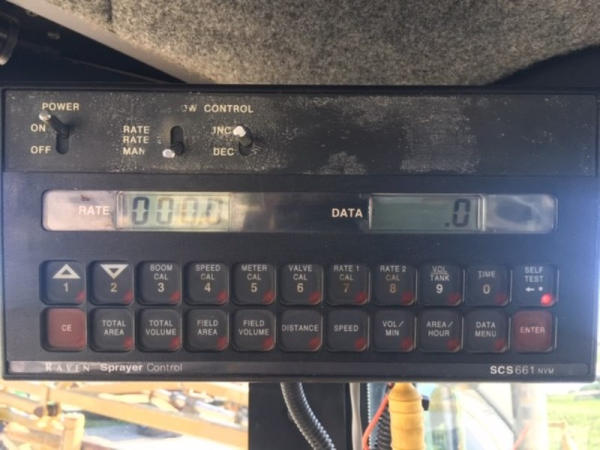 POWER
OW CONTROL
ON
OFF
RATE
RATE
MAN
INC
DEC
RATE 0000
DATA .0
1
2
BOOM CAL 3
SPEED CAL 4
METER CAL 5
VALVE CAL 6
RATE 1 CAL 7
RATE 2 CAL 8
VOL TANK 9
TIME 0
SELF TEST
CE
TOTAL AREA
TOTAL VOLUME
FIELD AREA
FIELD VOLUME
DISTANCE
SPEED
VOL/ MIN
AREA/ HOUR
DATA MENU
ENTER
RAVEN Sprayer Control
SCS661 NVM